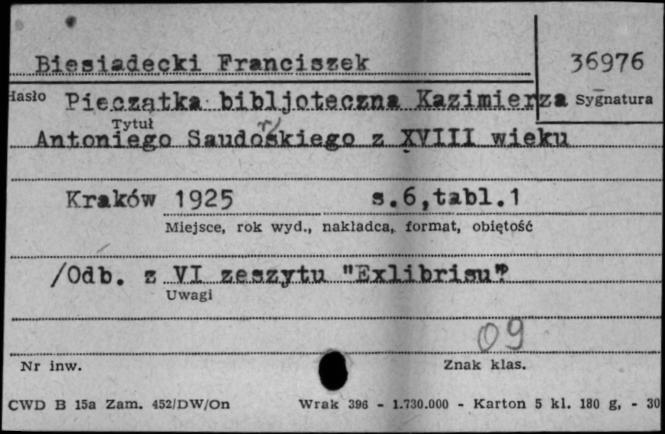 Biesiadecki Franciszek
36976
Hasło
Pieczątka bibljoteczna Kazimierza
Sygnatura
Tytuł
Antoniego Saudorskiego z XVIII wieku
Kraków 1925 s.6,tabl.1
Miejsce, rok wyd., nakładca, format, objętość
/Odb. z VI zeszytu "Exlibrisu"
Uwagi
09
Nr inw.
Znak klas.
CWD B 15a Zam. 452/DW/On Wrak 396 - 1.730.000 - Karton 5 kl. 180 g, - 30